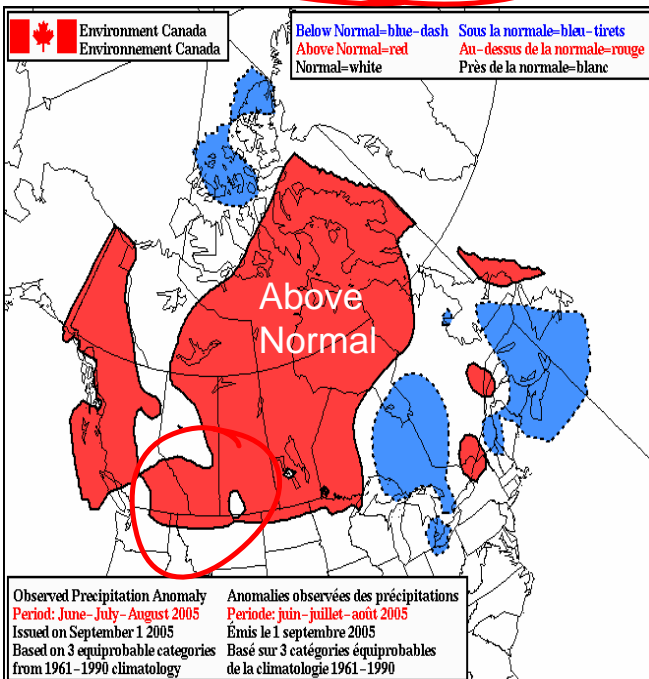 Environment Canada
Environnement Canada
Below Normal=blue-dash Sous la normale=bleu-tirets
Above Normal=red Au-dessus de la normale=rouge
Normal=white Près de la normale=blanc
Above
Normal
Observed Precipitation Anomaly Anomalies observées des précipitations
Period: June-July-August 2005 Periode: juin-juillet-août 2005
Issued on September 1 2005 Émis le 1 septembre 2005
Based on 3 equiprobable categories Basé sur 3 catégories équiprobables
from 1961-1990 climatology de la climatologie 1961-1990